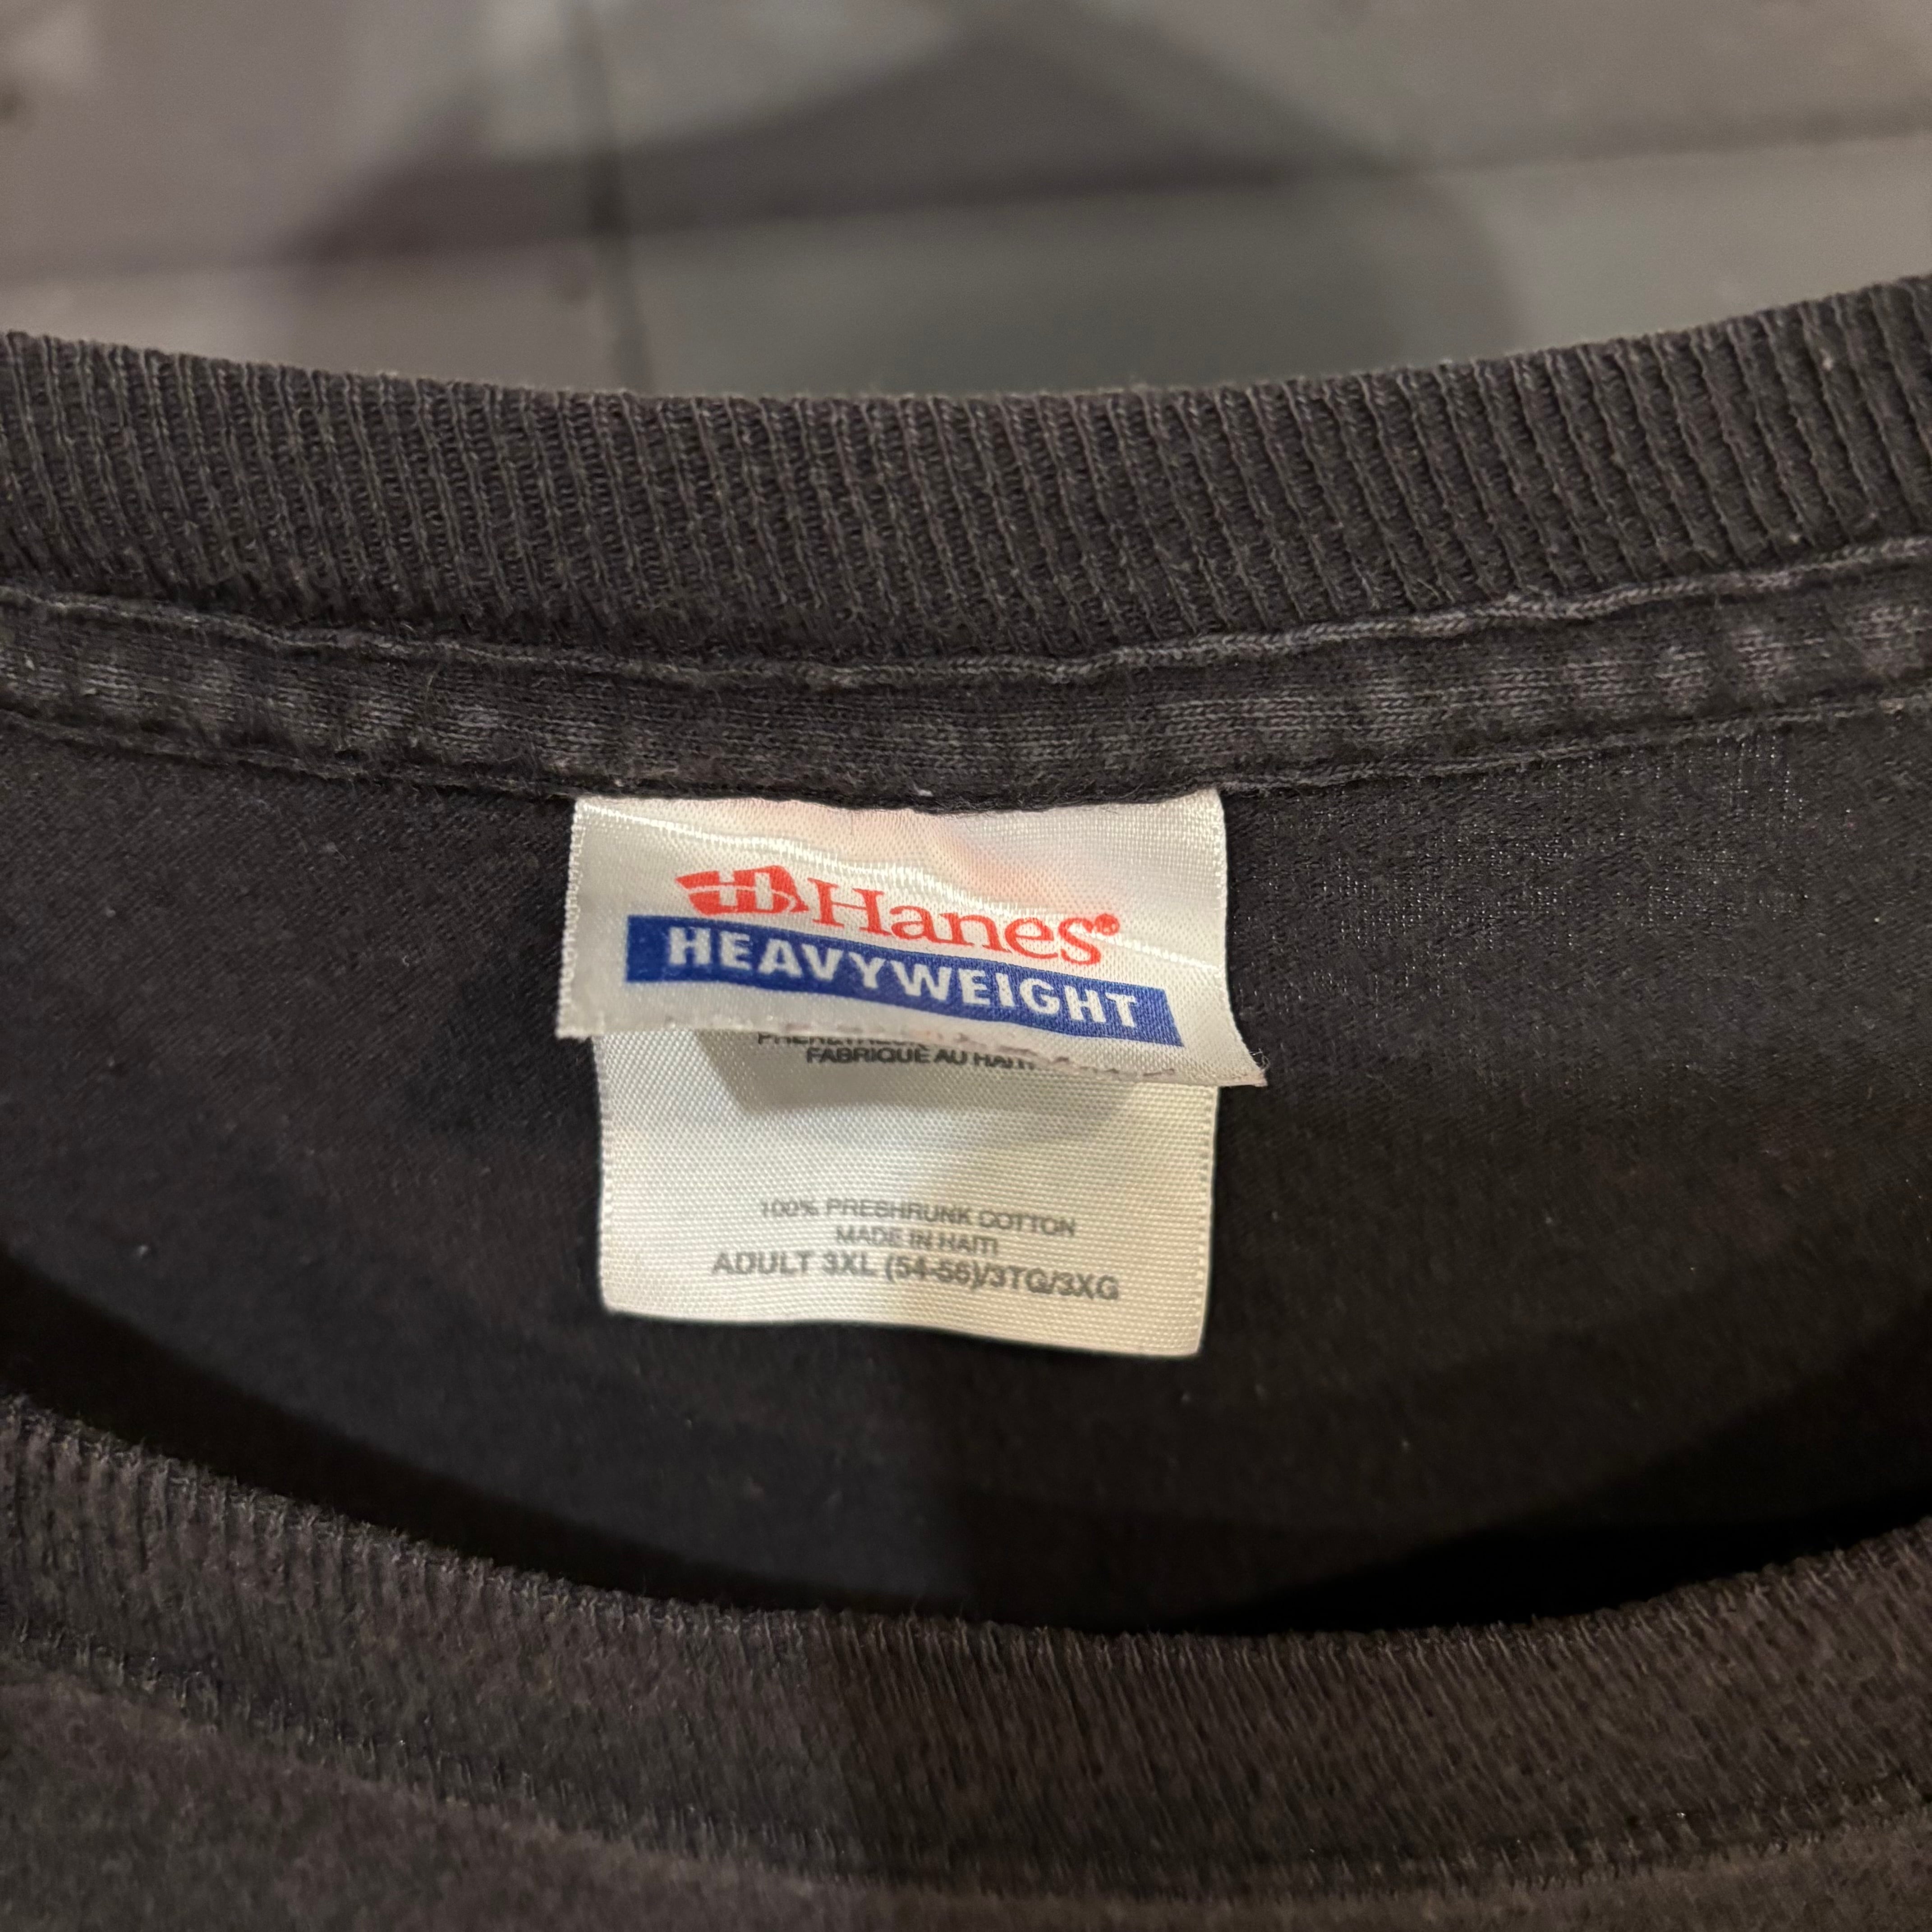 Hanes®
HEAVYWEIGHT
FABRIQUE AU HAITI
100% PRESHRUNK COTTON
MADE IN HAITI
ADULT 3XL (54-56)/3TG/3XG